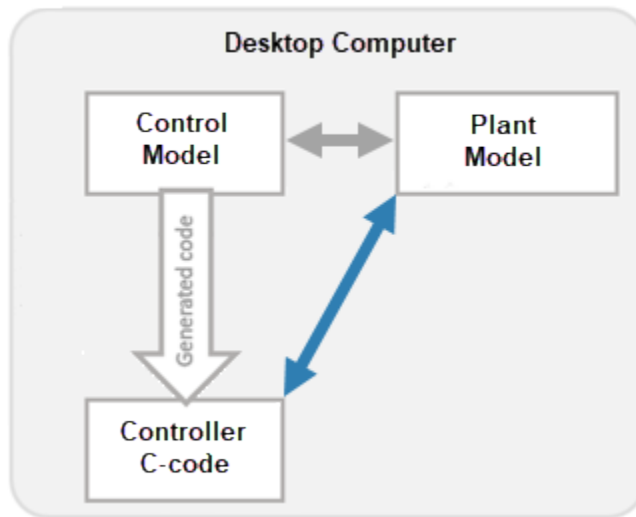 Desktop Computer
Control
Model
Plant
Model
Generated code
Controller
C-code